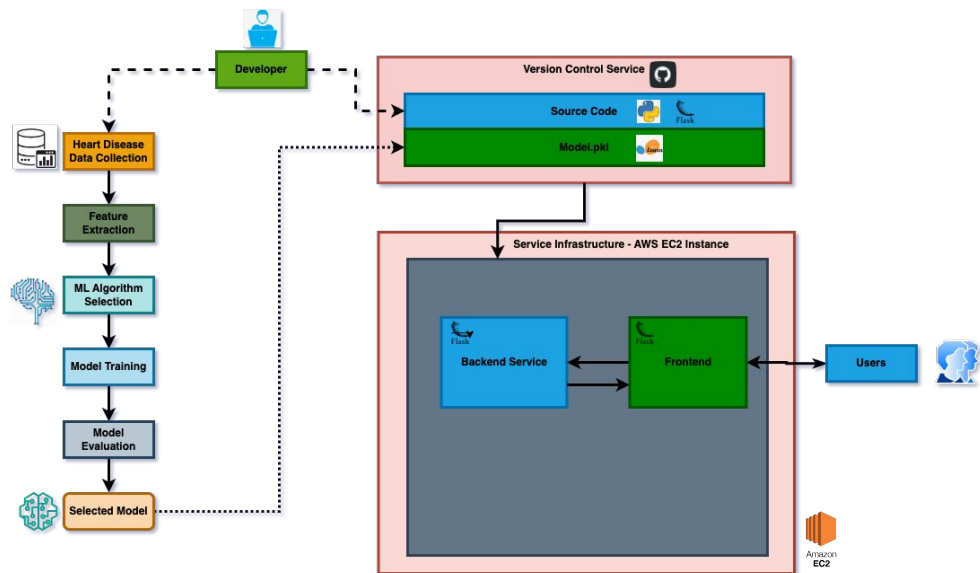 Developer
Version Control Service
Source Code
Flask
Model.pkl
learn
Heart Disease
Data Collection
Feature
Extraction
ML Algorithm
Selection
Model Training
Model
Evaluation
Selected Model
Service Infrastructure - AWS EC2 Instance
Flask
Backend Service
Flask
Frontend
Users
Amazon
EC2